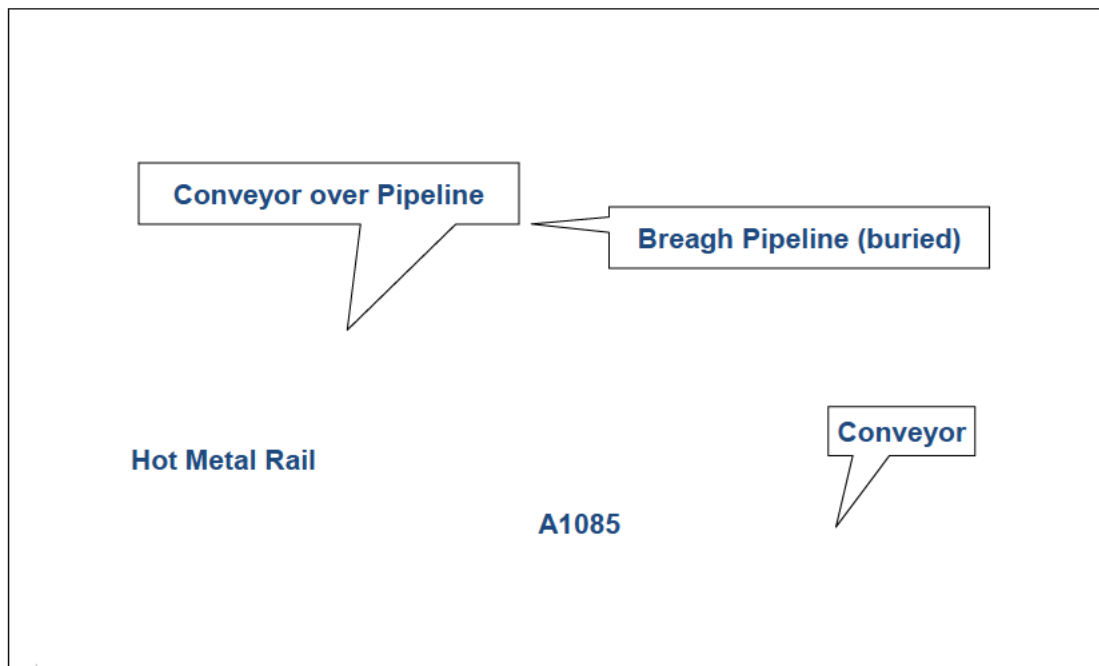 Conveyor over Pipeline
Breagh Pipeline (buried)
Conveyor
Hot Metal Rail
A1085